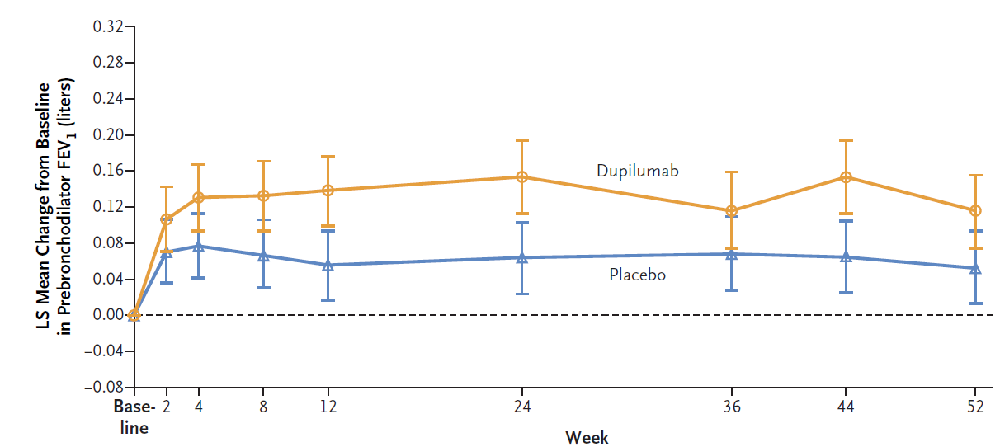 LS Mean Change from Baseline
in Prebronchodilator FEV1 (liters)
0.32
0.28
0.24
0.20
0.16
0.12
0.08
0.04
0.00
−0.04
−0.08
Dupilumab
Placebo
Base- 2 4 8 12 24 36 44 52
line
Week